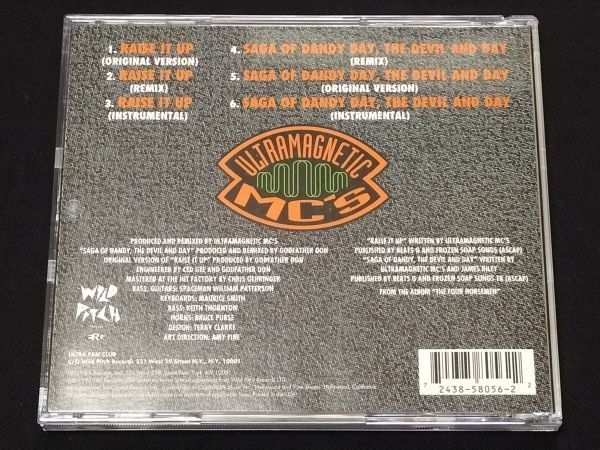 1. RAISE IT UP
(ORIGINAL VERSION)
2. RAISE IT UP
(REMIX)
3. RAISE IT UP
(INSTRUMENTAL)
4. SAGA OF DANDY DAY, THE DEVIL AND DAY
(REMIX)
5. SAGA OF DANDY DAY, THE DEVIL AND DAY
(ORIGINAL VERSION)
6. SAGA OF DANDY DAY, THE DEVIL AND DAY
(INSTRUMENTAL)
ULTRAMAGNETIC
MC'S
PRODUCED AND REMIXED BY ULTRAMAGNETIC MC'S
"SAGA OF DANDY, THE DEVIL AND DAY" PRODUCED AND REMIXED BY GODFATHER DON
ORIGINAL VERSION OF "RAISE IT UP" PRODUCED BY GODFATHER DON
ENGINEERED BY CED GEE AND GODFATHER DON
MASTERED AT THE HIT FACTORY BY CHRIS GEHRINGER
BASS, GUITARS: SPACEMAN WILLIAM PATTERSON
KEYBOARDS: MAURICE SMITH
BASS: KEITH THORNTON
HORNS: BRUCE PURSE
DESIGN: TERRY CLARKE
ART DIRECTION: AMY FINE
"RAISE IT UP" WRITTEN BY ULTRAMAGNETIC MC'S
PUBLISHED BY BEATS G AND FROZEN SOAP SONGS (ASCAP)
"SAGA OF DANDY, THE DEVIL AND DAY" WRITTEN BY
ULTRAMAGNETIC MC'S AND JAMES RILEY
PUBLISHED BY BEATS G AND FROZEN SOAP SONGS (ASCAP)
FROM THE ALBUM "THE FOUR HORSEMEN"
WILD
PITCH
ULTRA FAN CLUB
C/O Wild Pitch Records 231 West 29 Street N.Y., N.Y. 10001
7 2438-58056-2 2